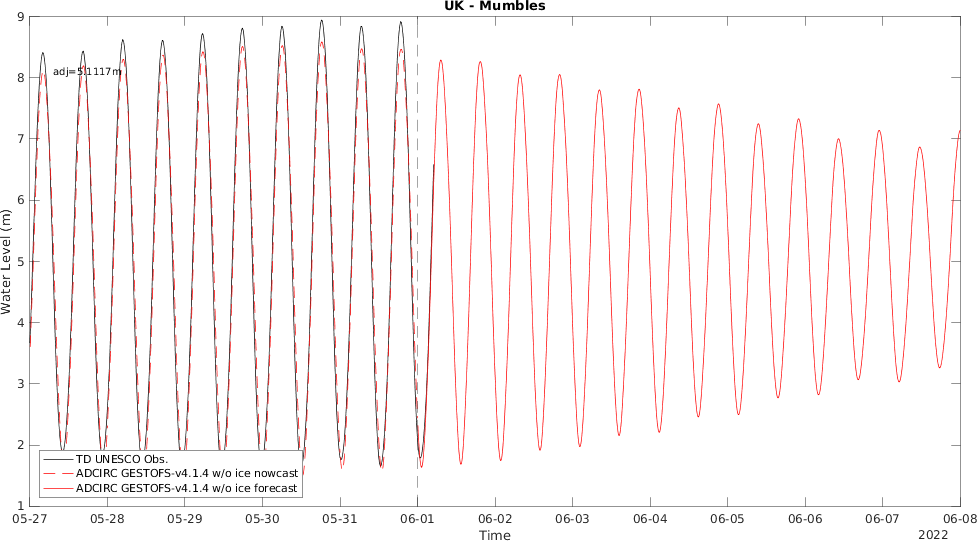 UK - Mumbles
9
8
7
6
5
4
3
2
1
Water Level (m)
adj=5.1117m
TD UNESCO Obs.
ADCIRC GESTOFS-v4.1.4 w/o ice nowcast
ADCIRC GESTOFS-v4.1.4 w/o ice forecast
05-27 05-28 05-29 05-30 05-31 06-01 06-02 06-03 06-04 06-05 06-06 06-07 06-08
Time
2022